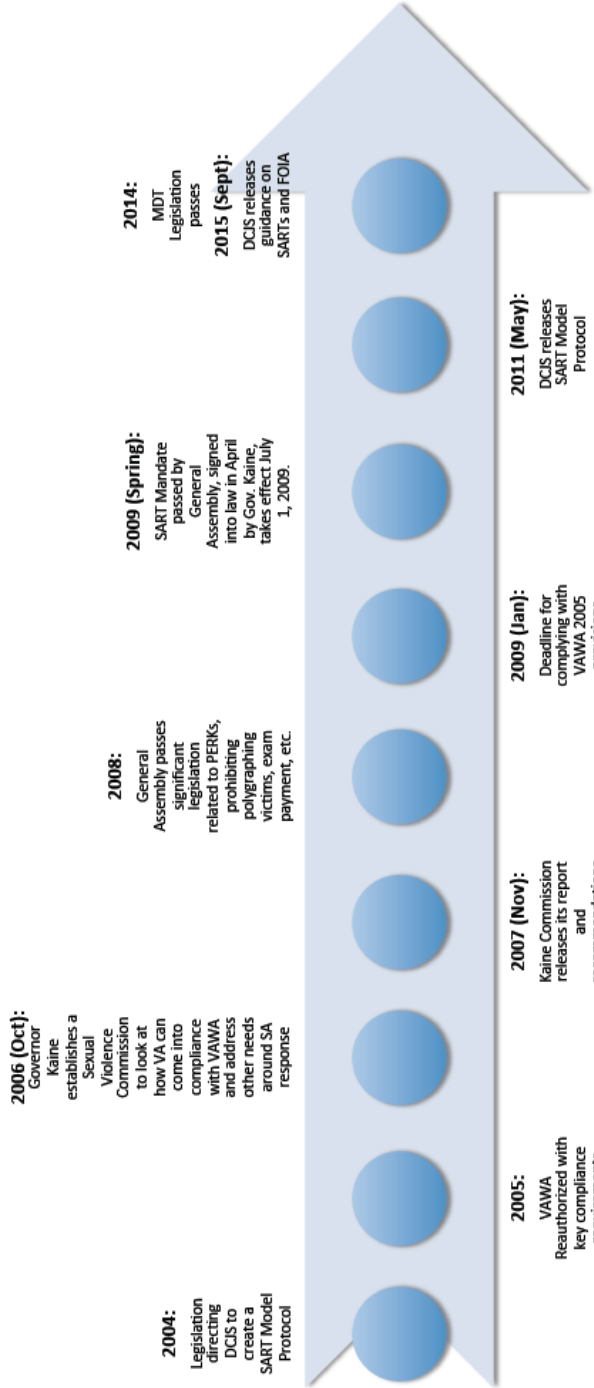 2004:
Legislation
directing
DCJS to
create a
SART Model
Protocol
2005:
VAWA
Reauthorized with
key compliance
2006 (Oct):
Governor
Kaine
establishes a
Sexual
Violence
Commission
to look at
how VA can
come into
compliance
with VAWA
and address
other needs
around SA
response
2007 (Nov):
Kaine Commission
releases its report
and
2008:
General
Assembly passes
significant
legislation
related to PERKs,
prohibiting
polygraphing
victims, exam
payment, etc.
2009 (Jan):
Deadline for
complying with
VAWA 2005
2009 (Spring):
SART Mandate
passed by
General
Assembly, signed
into law in April
by Gov. Kaine,
takes effect July
1, 2009.
2011 (May):
DCJS releases
SART Model
Protocol
2014:
MDT
Legislation
passes
2015 (Sept):
DCJS releases
guidance on
SARTs and FOIA